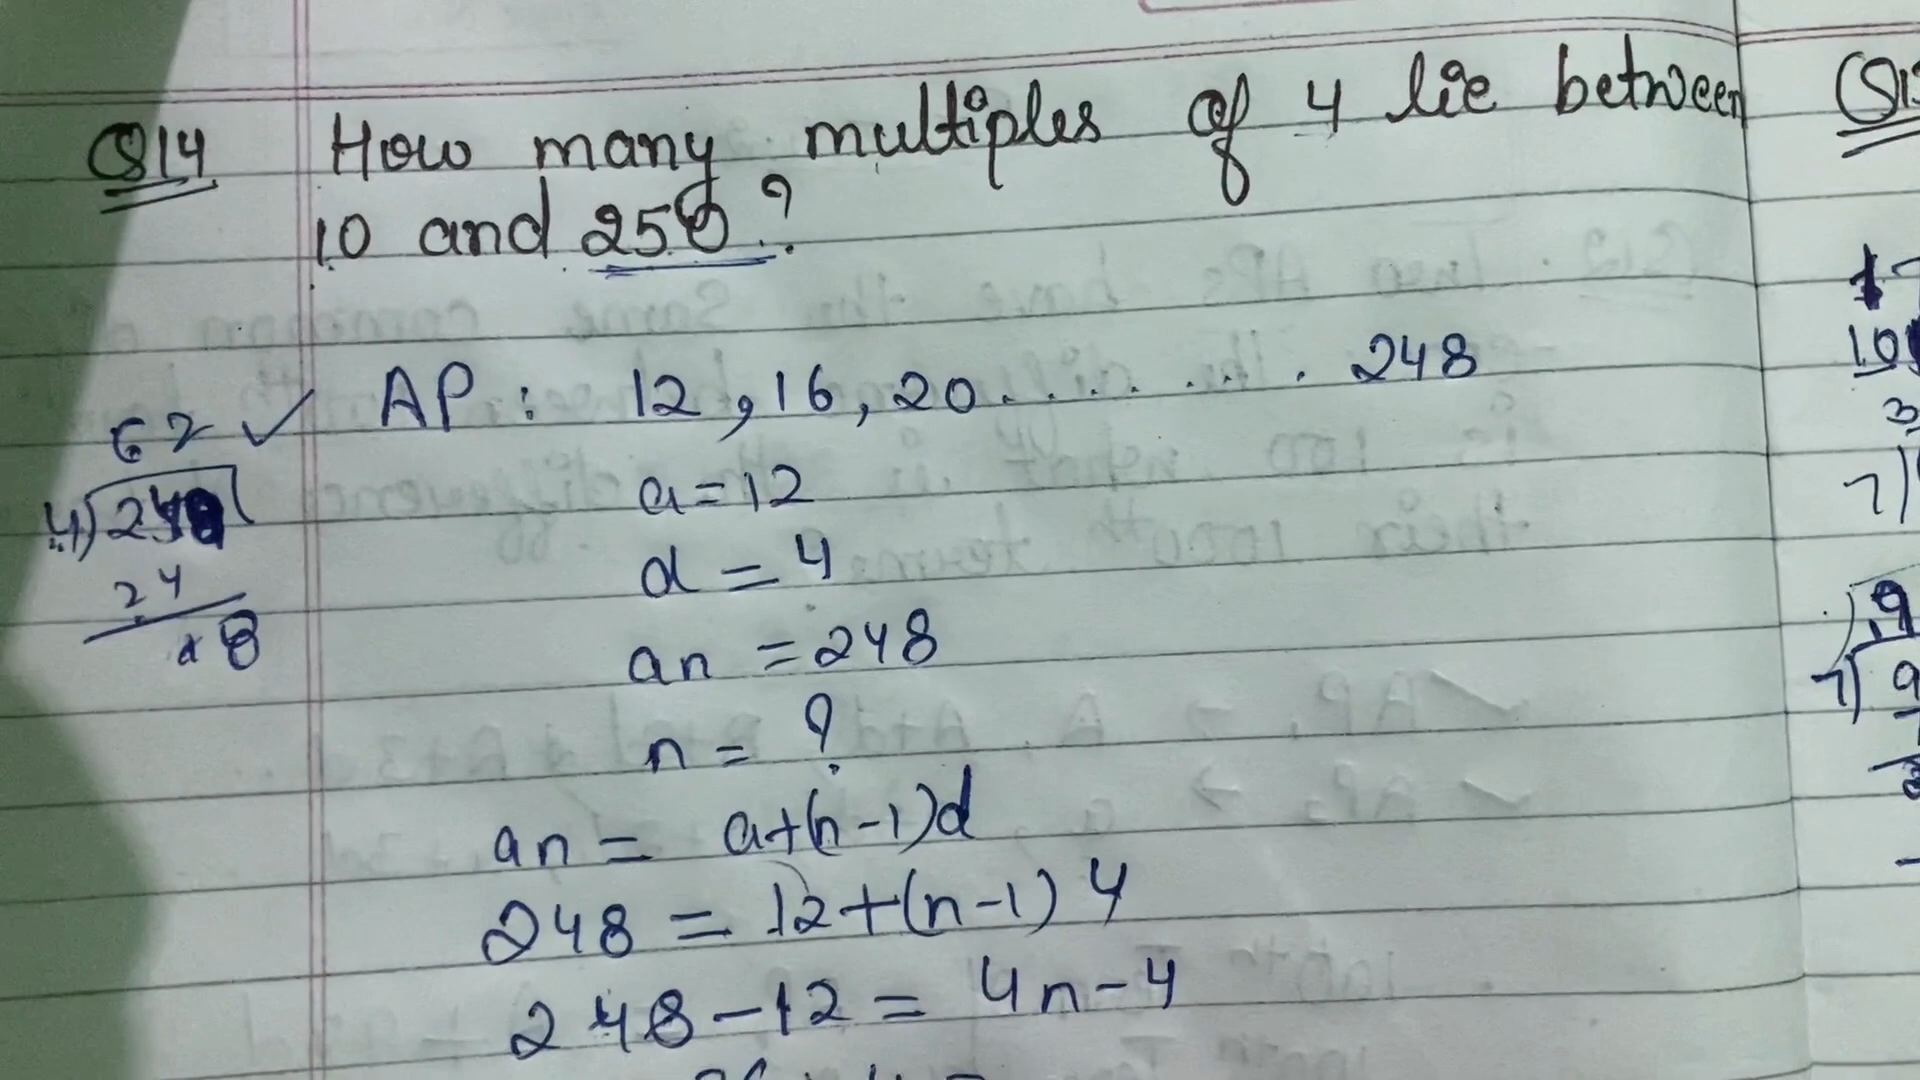 Q14 How many multiples of 4 lie between
10 and 250?
AP : 12, 16, 20 . . . . . . . . 248
62 ✓
4)248
24
x8
a = 12
d = 4
an = 248
n = ?
an = a+(n-1)d
248 = 12+(n-1) 4
248-12 = 4n-4